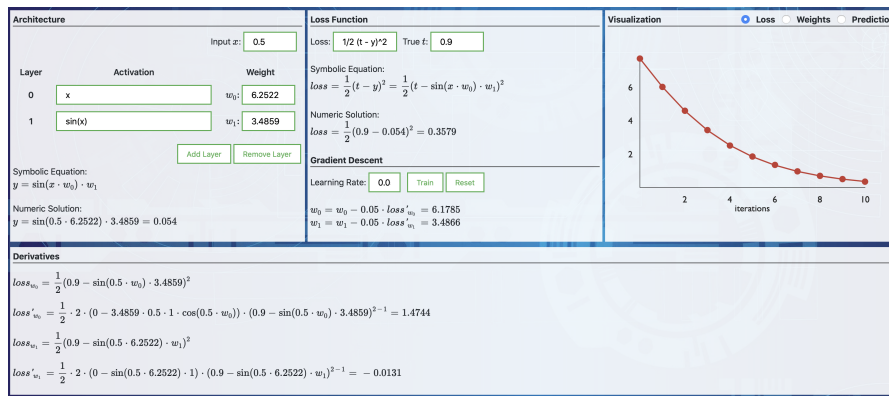 Architecture
Input x: 0.5
Layer Activation Weight
0 x w₀: 6.2522
1 sin(x) w₁: 3.4859
Add Layer Remove Layer
Symbolic Equation:
y = sin(x · w₀) · w₁
Numeric Solution:
y = sin(0.5 · 6.2522) · 3.4859 = 0.054
Loss Function
Loss: 1/2 (t - y)^2 True t: 0.9
Symbolic Equation:
loss = 1/2 (t − y)² = 1/2 (t − sin(x · w₀) · w₁)²
Numeric Solution:
loss = 1/2 (0.9 − 0.054)² = 0.3579
Gradient Descent
Learning Rate: 0.0 Train Reset
w₀ = w₀ − 0.05 · loss′w₀ = 6.1785
w₁ = w₁ − 0.05 · loss′w₁ = 3.4866
Visualization Loss Weights Predictio
6
4
2
2 4 6 8 10
iterations
Derivatives
lossw₀ = 1/2 (0.9 − sin(0.5 · w₀) · 3.4859)²
loss′w₀ = 1/2 · 2 · (0 − 3.4859 · 0.5 · 1 · cos(0.5 · w₀)) · (0.9 − sin(0.5 · w₀) · 3.4859)²⁻¹ = 1.4744
lossw₁ = 1/2 (0.9 − sin(0.5 · 6.2522) · w₁)²
loss′w₁ = 1/2 · 2 · (0 − sin(0.5 · 6.2522) · 1) · (0.9 − sin(0.5 · 6.2522) · w₁)²⁻¹ = − 0.0131